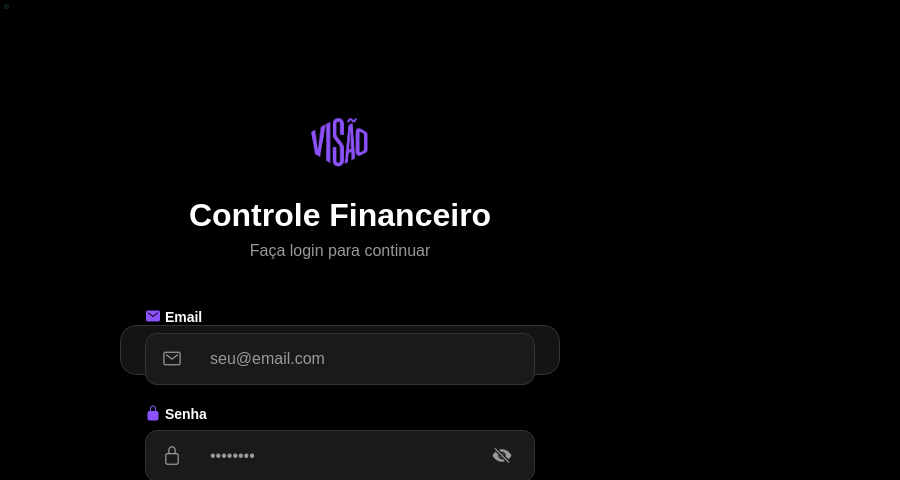 VISÃO
Controle Financeiro
Faça login para continuar
Email
seu@email.com
Senha
••••••••